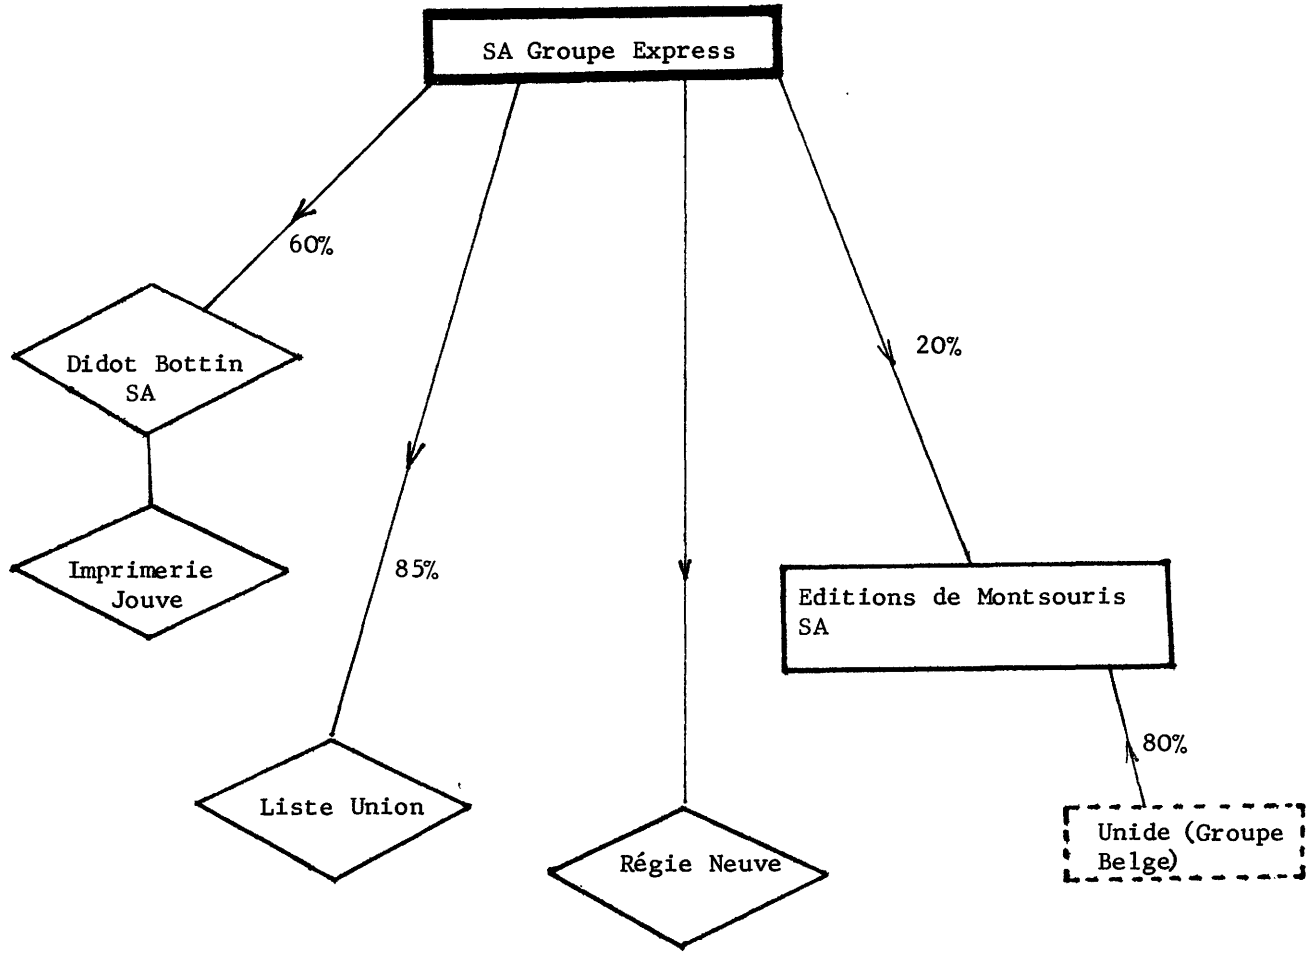 SA Groupe Express
60%
20%
Didot Bottin
SA
85%
Imprimerie
Jouve
Editions de Montsouris
SA
80%
Liste Union
Régie Neuve
Unide (Groupe
Belge)